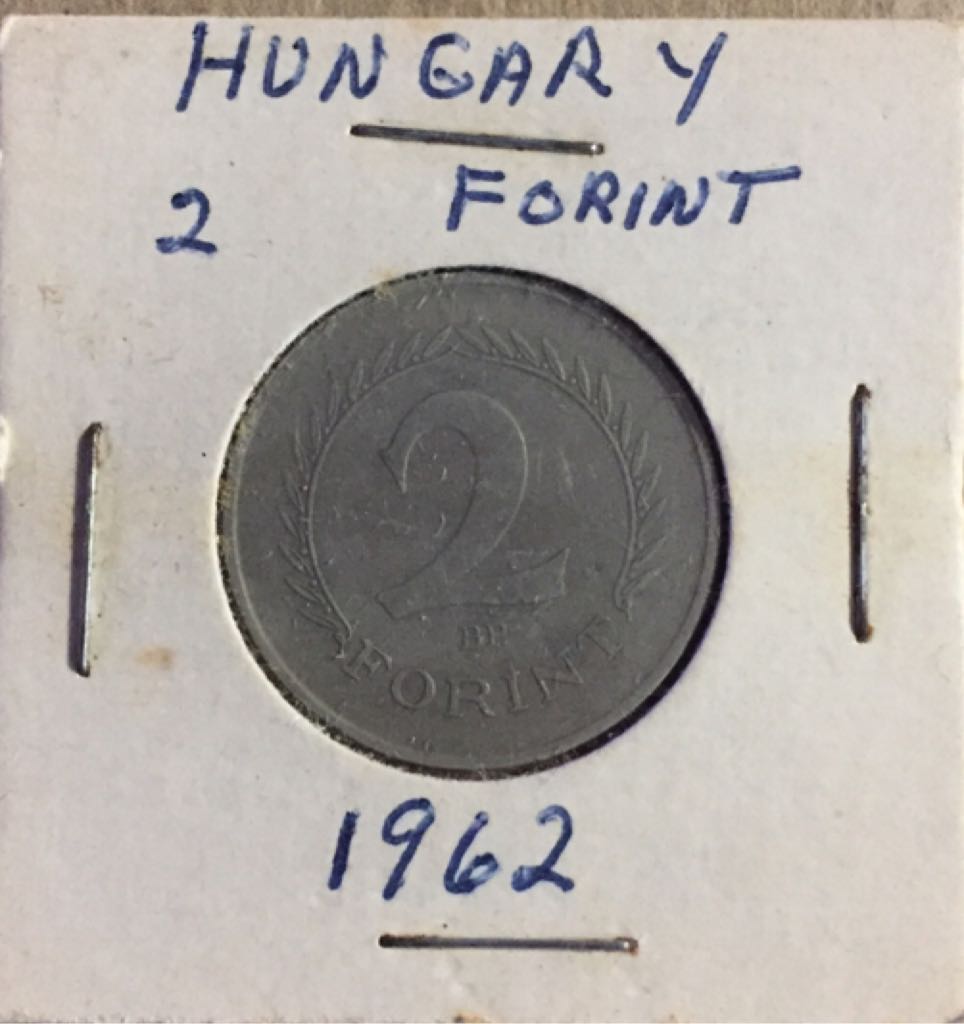 HUNGARY
2 FORINT
2
BP
FORINT
1962